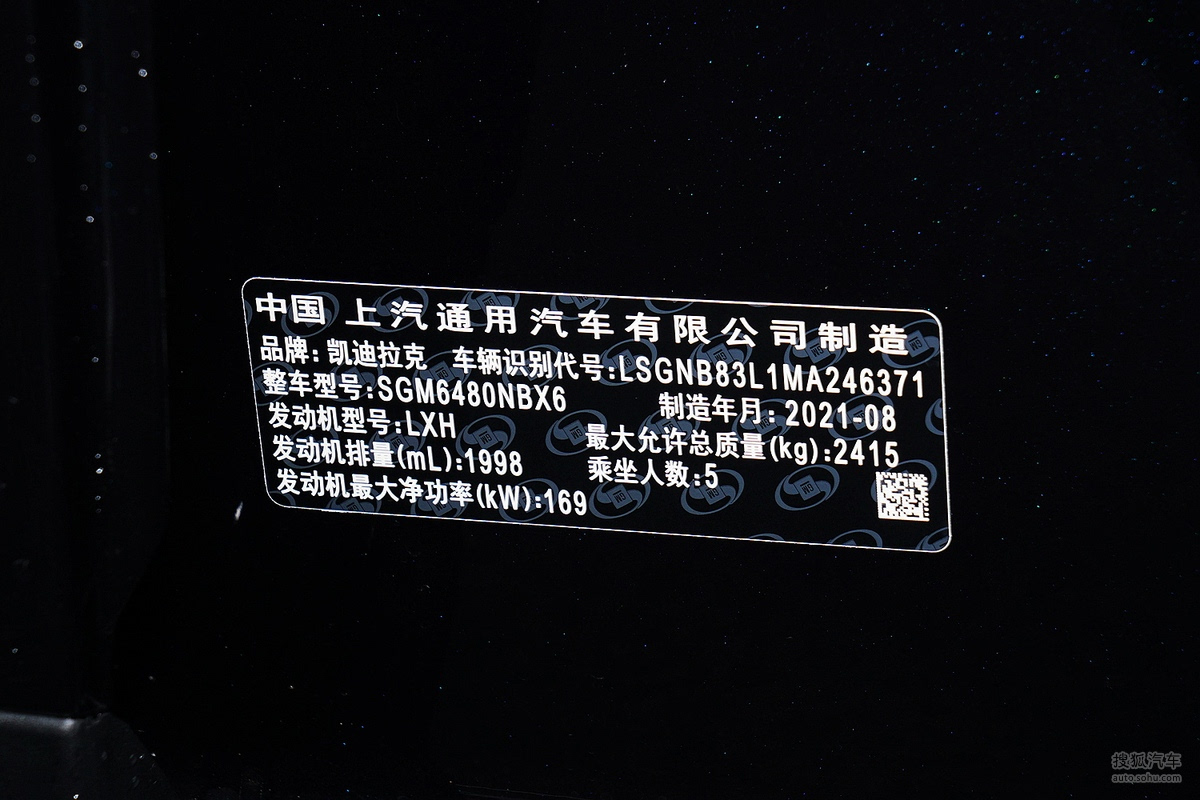 中国 上汽通用汽车有限公司制造
品牌: 凯迪拉克 车辆识别代号:LSGNB83L1MA246371
整车型号:SGM6480NBX6 制造年月: 2021-08
发动机型号:LXH 最大允许总质量(kg):2415
发动机排量(mL):1998 乘坐人数:5
发动机最大净功率(kW):169
搜狐汽车
auto.sohu.com